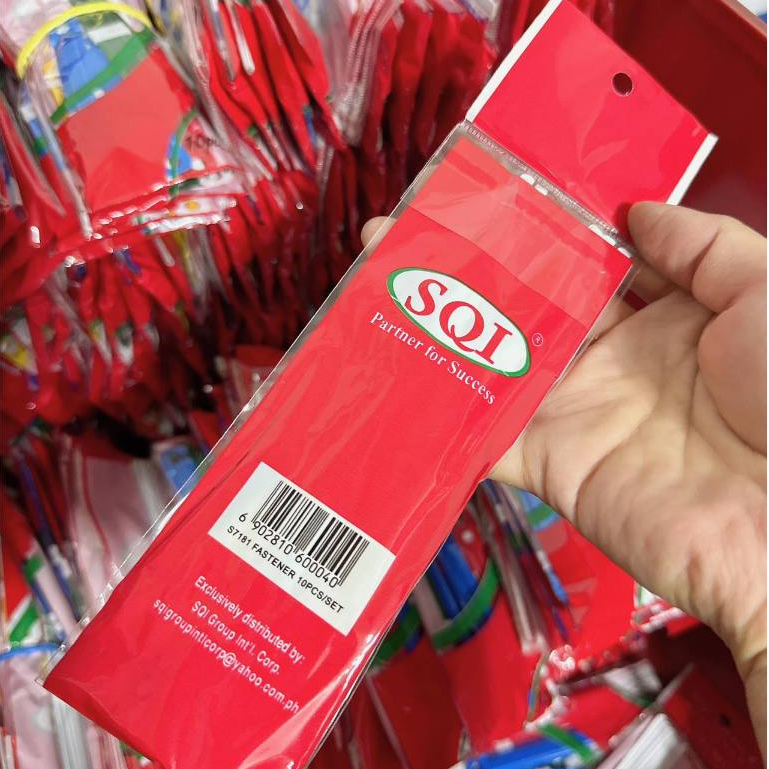 SQI®
Partner for Success
6 902810 600040
S7181 FASTENER 10PCS/SET
Exclusively distributed by:
SQI Group Int'l. Corp.
sqigroupintlcorp@yahoo.com.ph